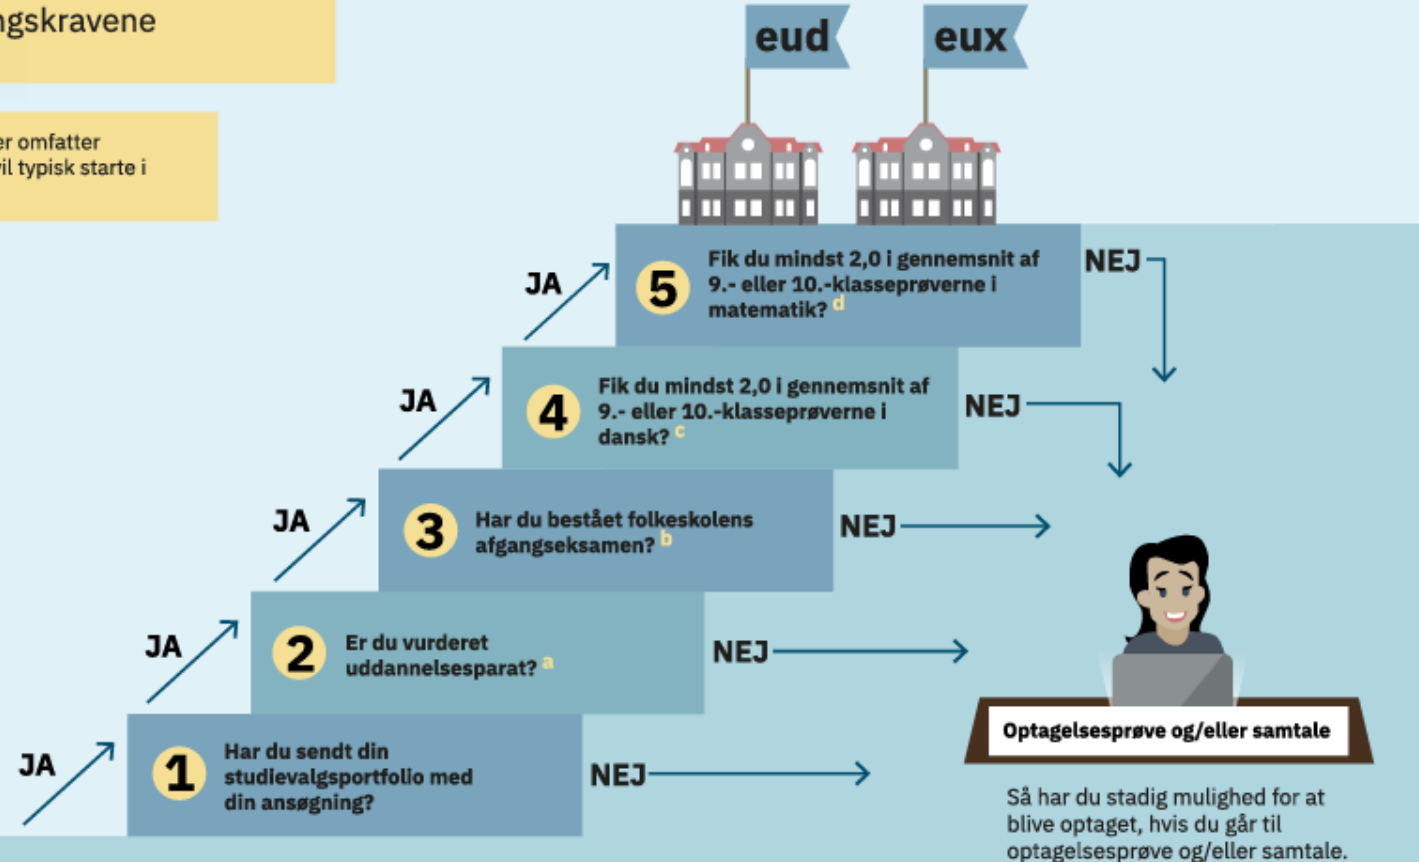 ngskravene
er omfatter
vil typisk starte i
eud
eux
JA
5
Fik du mindst 2,0 i gennemsnit af
9.- eller 10.-klasseprøverne i
matematik? d
NEJ
JA
4
Fik du mindst 2,0 i gennemsnit af
9.- eller 10.-klasseprøverne i
dansk? c
NEJ
JA
3
Har du bestået folkeskolens
afgangseksamen? b
NEJ
JA
2
Er du vurderet
uddannelsesparat? a
NEJ
JA
1
Har du sendt din
studievalgsportfolio med
din ansøgning?
NEJ
Optagelsesprøve og/eller samtale
Så har du stadig mulighed for at
blive optaget, hvis du går til
optagelsesprøve og/eller samtale.